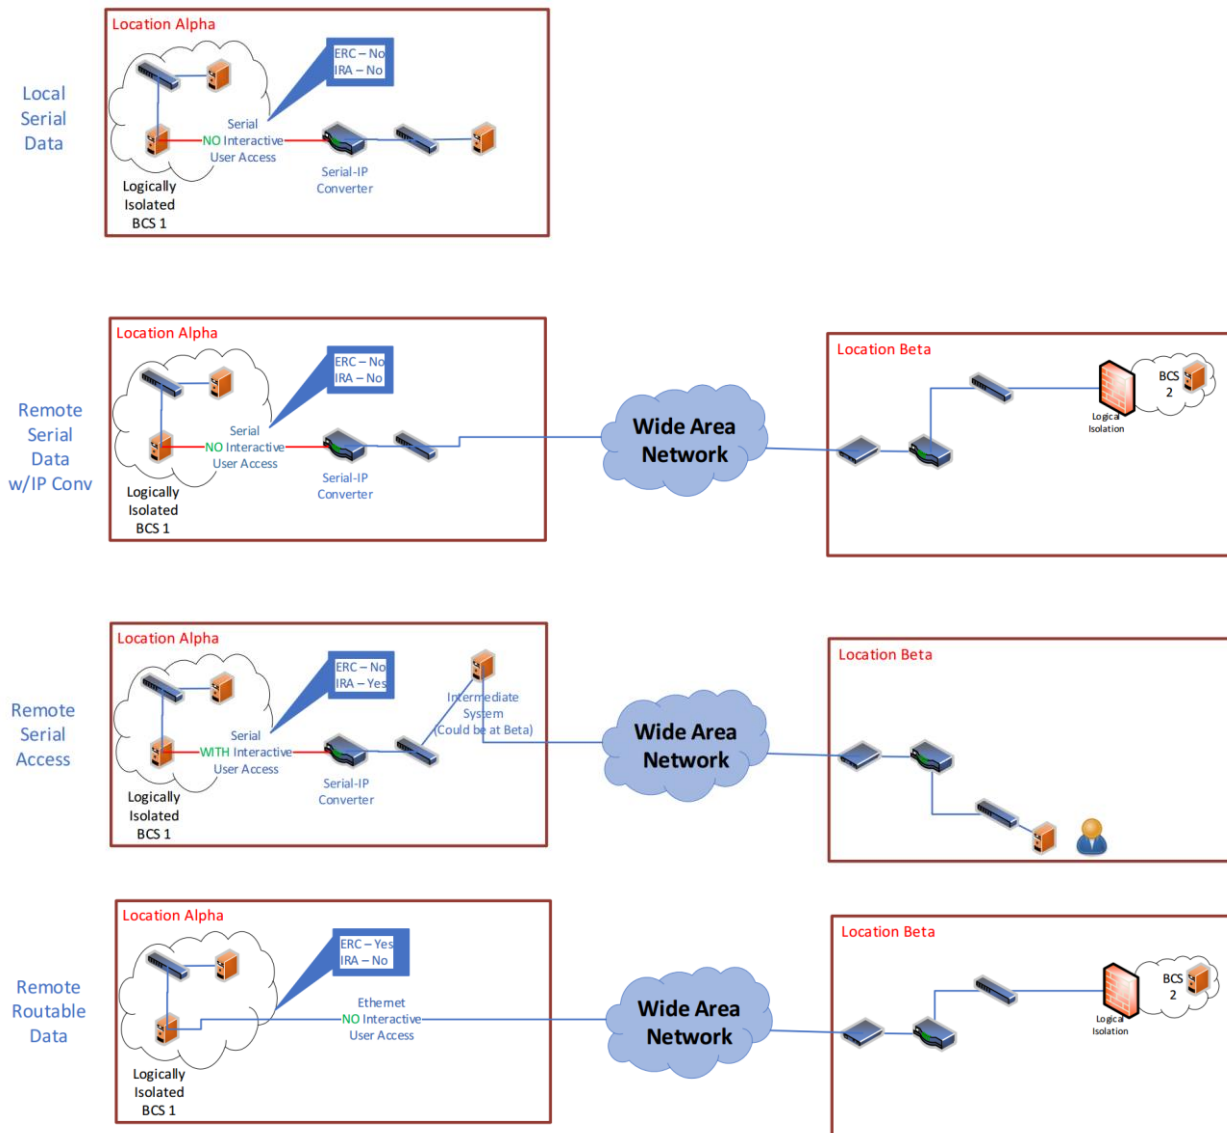 Local
Serial
Data
Location Alpha
ERC – No
IRA – No
Serial
NO Interactive
User Access
Serial-IP
Converter
Logically
Isolated
BCS 1
Remote
Serial
Data
w/IP Conv
Location Alpha
ERC – No
IRA – No
Serial
NO Interactive
User Access
Serial-IP
Converter
Logically
Isolated
BCS 1
Wide Area
Network
Location Beta
BCS
2
Logical
Isolation
Remote
Serial
Access
Location Alpha
ERC – No
IRA – Yes
Serial
WITH Interactive
User Access
Serial-IP
Converter
Intermediate
System
(Could be at Beta)
Logically
Isolated
BCS 1
Wide Area
Network
Location Beta
Remote
Routable
Data
Location Alpha
ERC – Yes
IRA – No
Ethernet
NO Interactive
User Access
Logically
Isolated
BCS 1
Wide Area
Network
Location Beta
BCS
2
Logical
Isolation